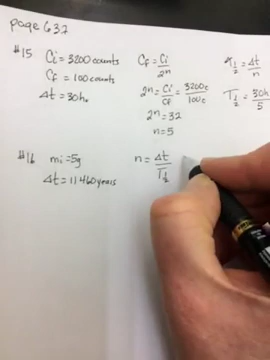 page 637
#15 Ci = 3200 counts
Cf = 100 counts
Δt = 30h
Cf = Ci / 2ⁿ
2ⁿ = Ci / Cf = 3200c / 100c
2ⁿ = 32
n = 5
T½ = Δt / n
T½ = 30h / 5
#16 mi = 5g
Δt = 11460 years
n = Δt / T½